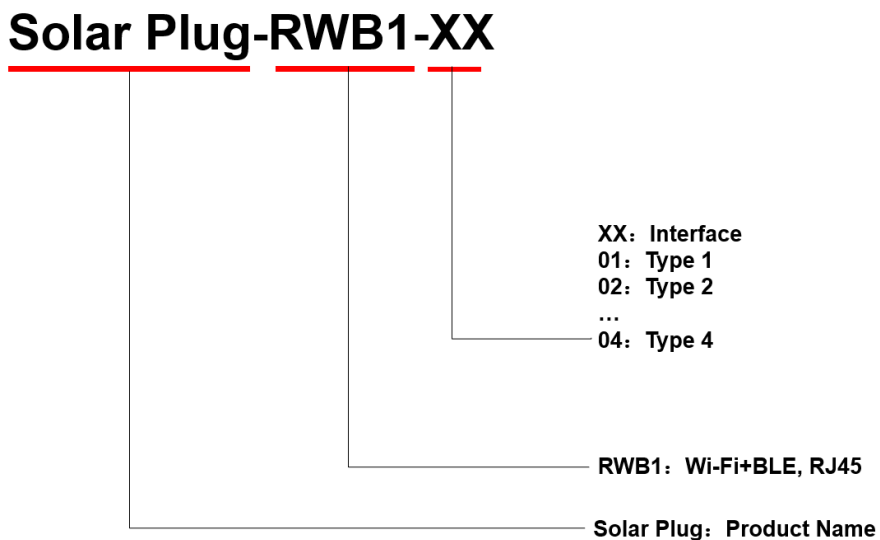 Solar Plug-RWB1-XX
XX：Interface
01：Type 1
02：Type 2
…
04：Type 4
RWB1：Wi-Fi+BLE, RJ45
Solar Plug：Product Name